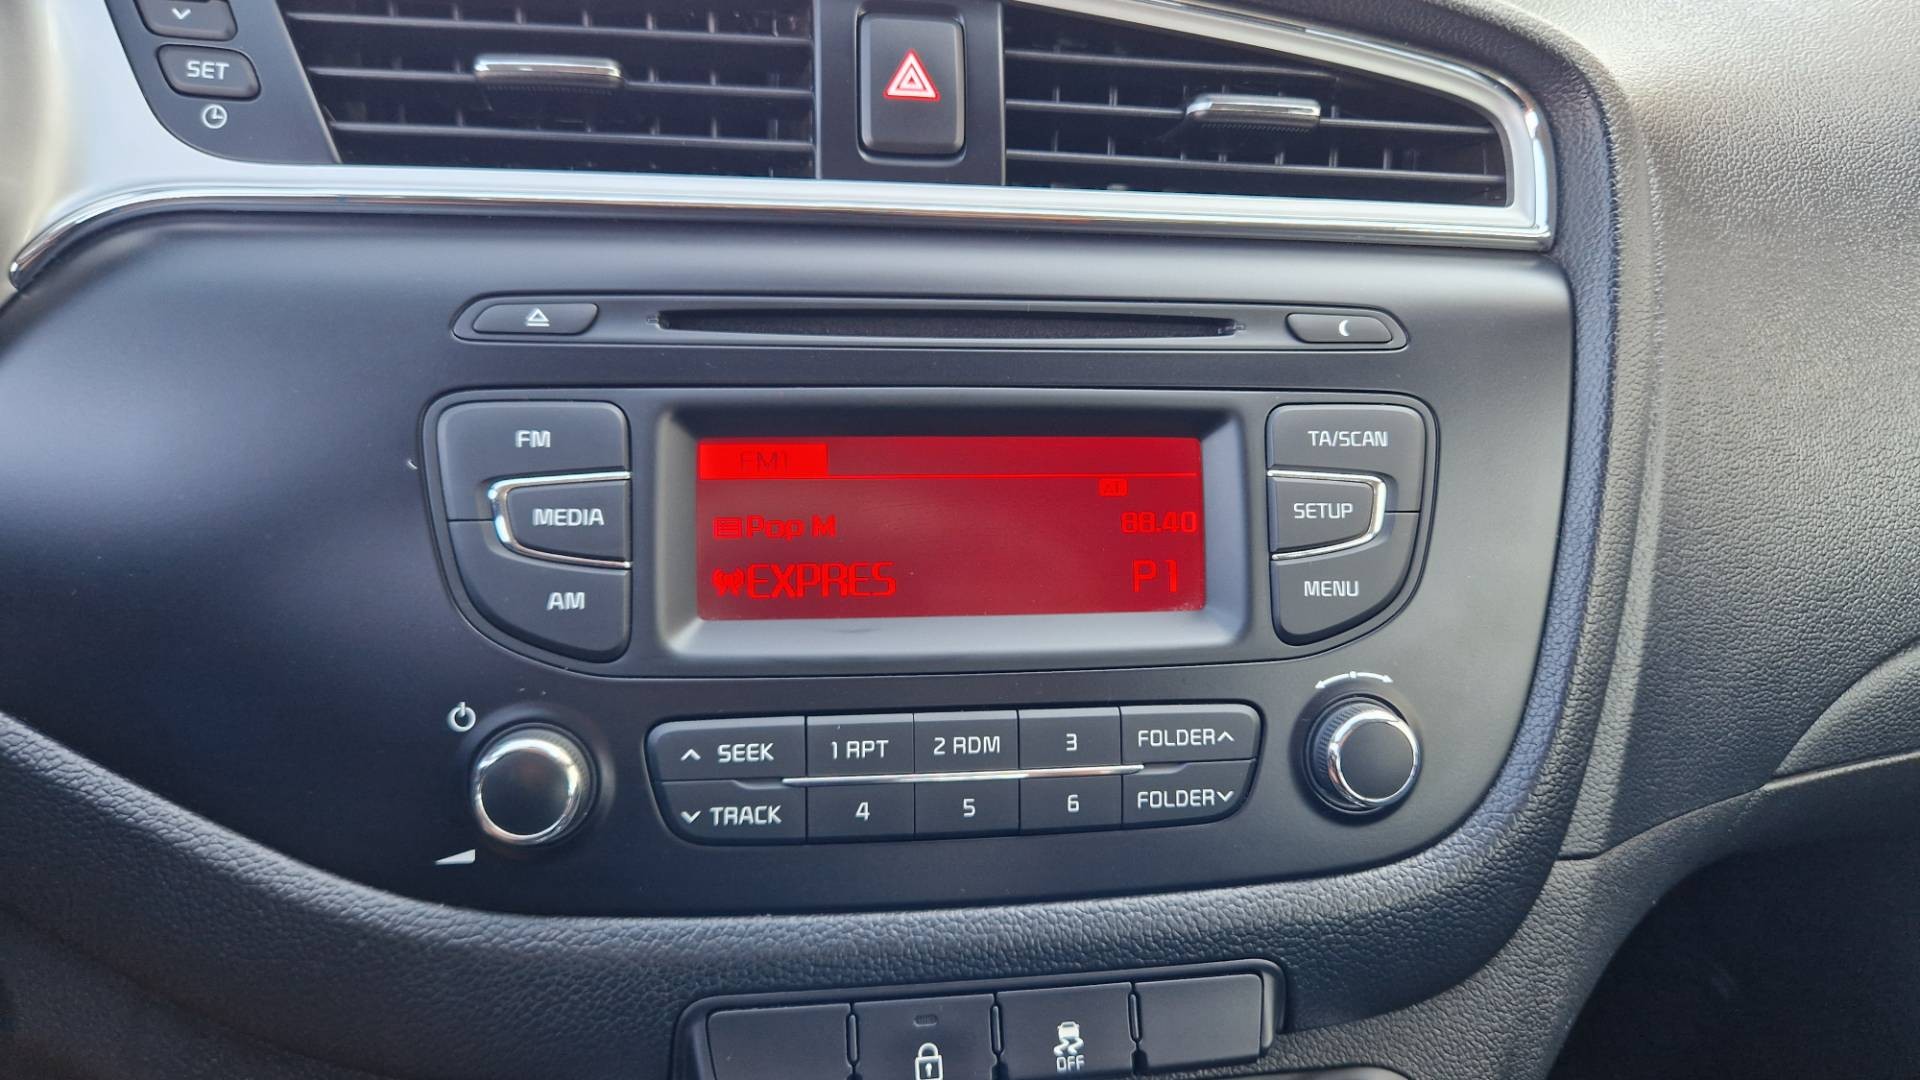 SET
FM
MEDIA
AM
FM1
AF
Pop M
88.40
EXPRES
P1
TA/SCAN
SETUP
MENU
SEEK
1 RPT
2 RDM
3
FOLDER
TRACK
4
5
6
FOLDER
OFF